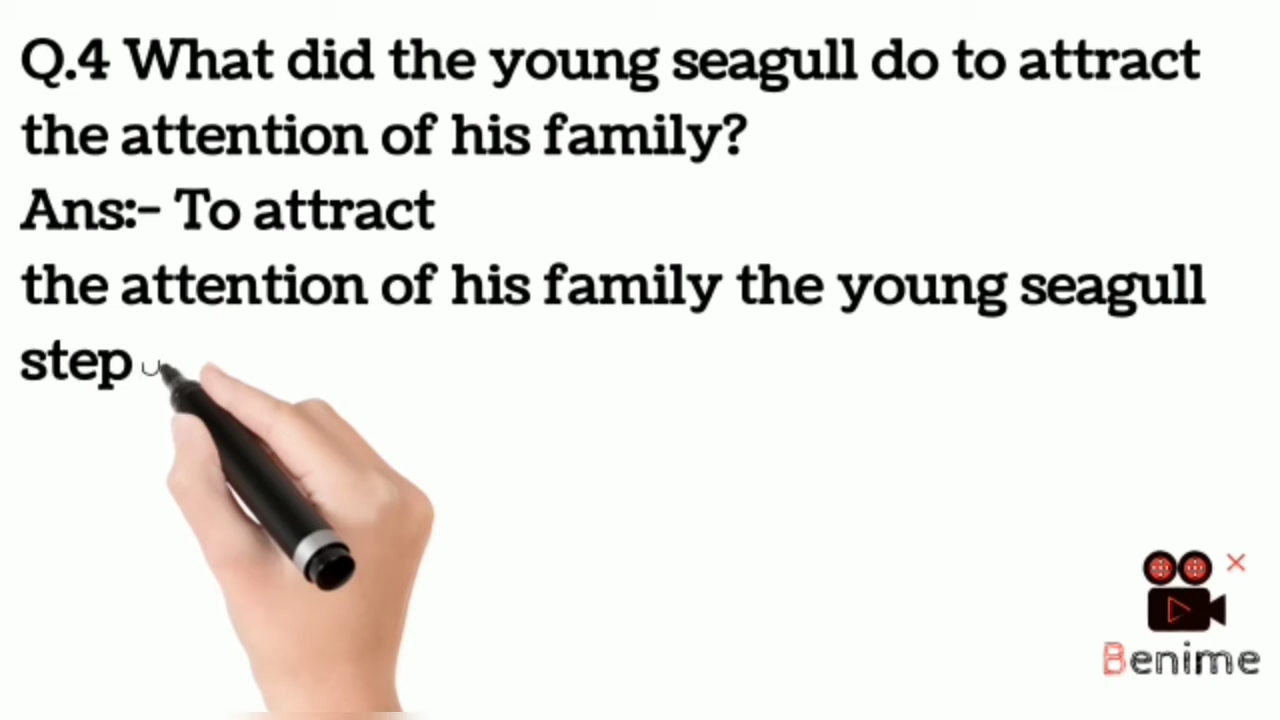 Q.4 What did the young seagull do to attract
the attention of his family?
Ans:- To attract
the attention of his family the young seagull
step
Benime